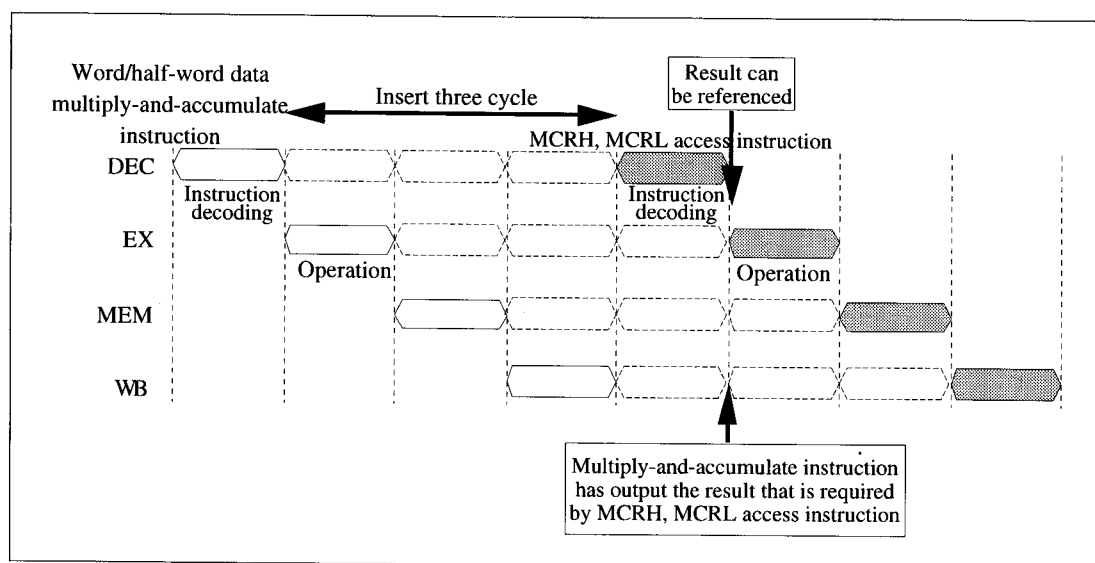 Word/half-word data
multiply-and-accumulate
instruction
Insert three cycle
Result can
be referenced
MCRH, MCRL access instruction
DEC
Instruction
decoding
Instruction
decoding
EX
Operation
Operation
MEM
WB
Multiply-and-accumulate instruction
has output the result that is required
by MCRH, MCRL access instruction